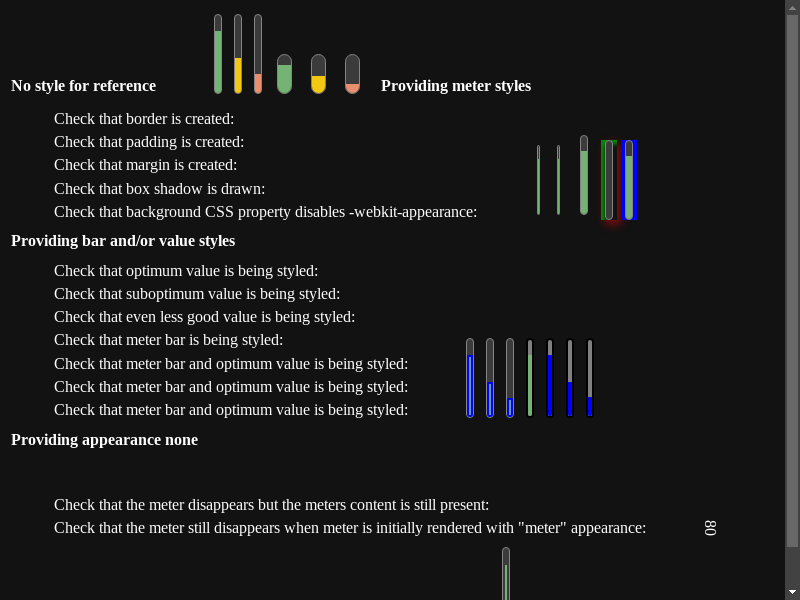 No style for reference
Providing meter styles
Check that border is created:
Check that padding is created:
Check that margin is created:
Check that box shadow is drawn:
Check that background CSS property disables -webkit-appearance:
Providing bar and/or value styles
Check that optimum value is being styled:
Check that suboptimum value is being styled:
Check that even less good value is being styled:
Check that meter bar is being styled:
Check that meter bar and optimum value is being styled:
Check that meter bar and optimum value is being styled:
Check that meter bar and optimum value is being styled:
Providing appearance none
Check that the meter disappears but the meters content is still present:
Check that the meter still disappears when meter is initially rendered with "meter" appearance:
80